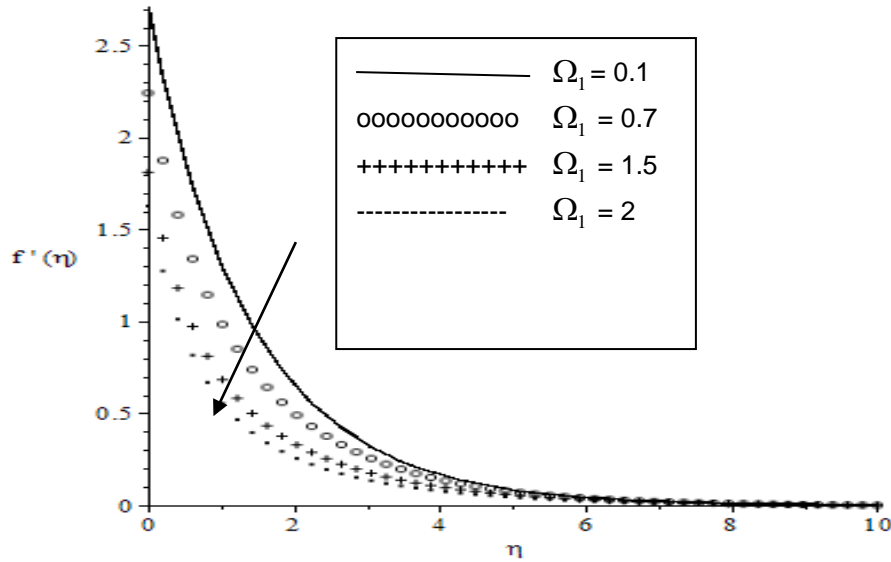 2.5
2
1.5
1
0.5
0
f ' (η)
0 2 4 6 8 10
η
Ω₁ = 0.1
ooooooooooo Ω₁ = 0.7
+++++++++++ Ω₁ = 1.5
---------------- Ω₁ = 2